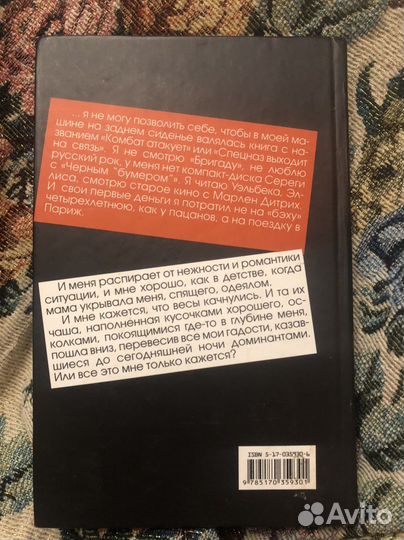 ... я не могу позволить себе, чтобы в моей ма-
шине на заднем сиденье валялась книга с на-
званием «Комбат атакует» или «Спецназ выходит
на связь». Я не смотрю «Бригаду», не люблю
русский рок, у меня нет компакт-диска Сереги
с «Черным "бумером"». Я читаю Уэльбека, Эл-
лиса, смотрю старое кино с Марлен Дитрих.
И свои первые деньги я потратил не на «бэху»
четырехлетнюю, как у пацанов, а на поездку в
Париж.
И меня распирает от нежности и романтики
ситуации, и мне хорошо, как в детстве, когда
мама укрывала меня, спящего, одеялом.
И мне кажется, что весы качнулись. И та их
чаша, наполненная кусочками хорошего, ос-
колками, покоящимися где-то в глубине меня,
пошла вниз, перевесив все мои гадости, казав-
шиеся до сегодняшней ночи доминантами.
Или все это мне только кажется?
ISBN 5-17-035930-6
9 785170 359301
Avito